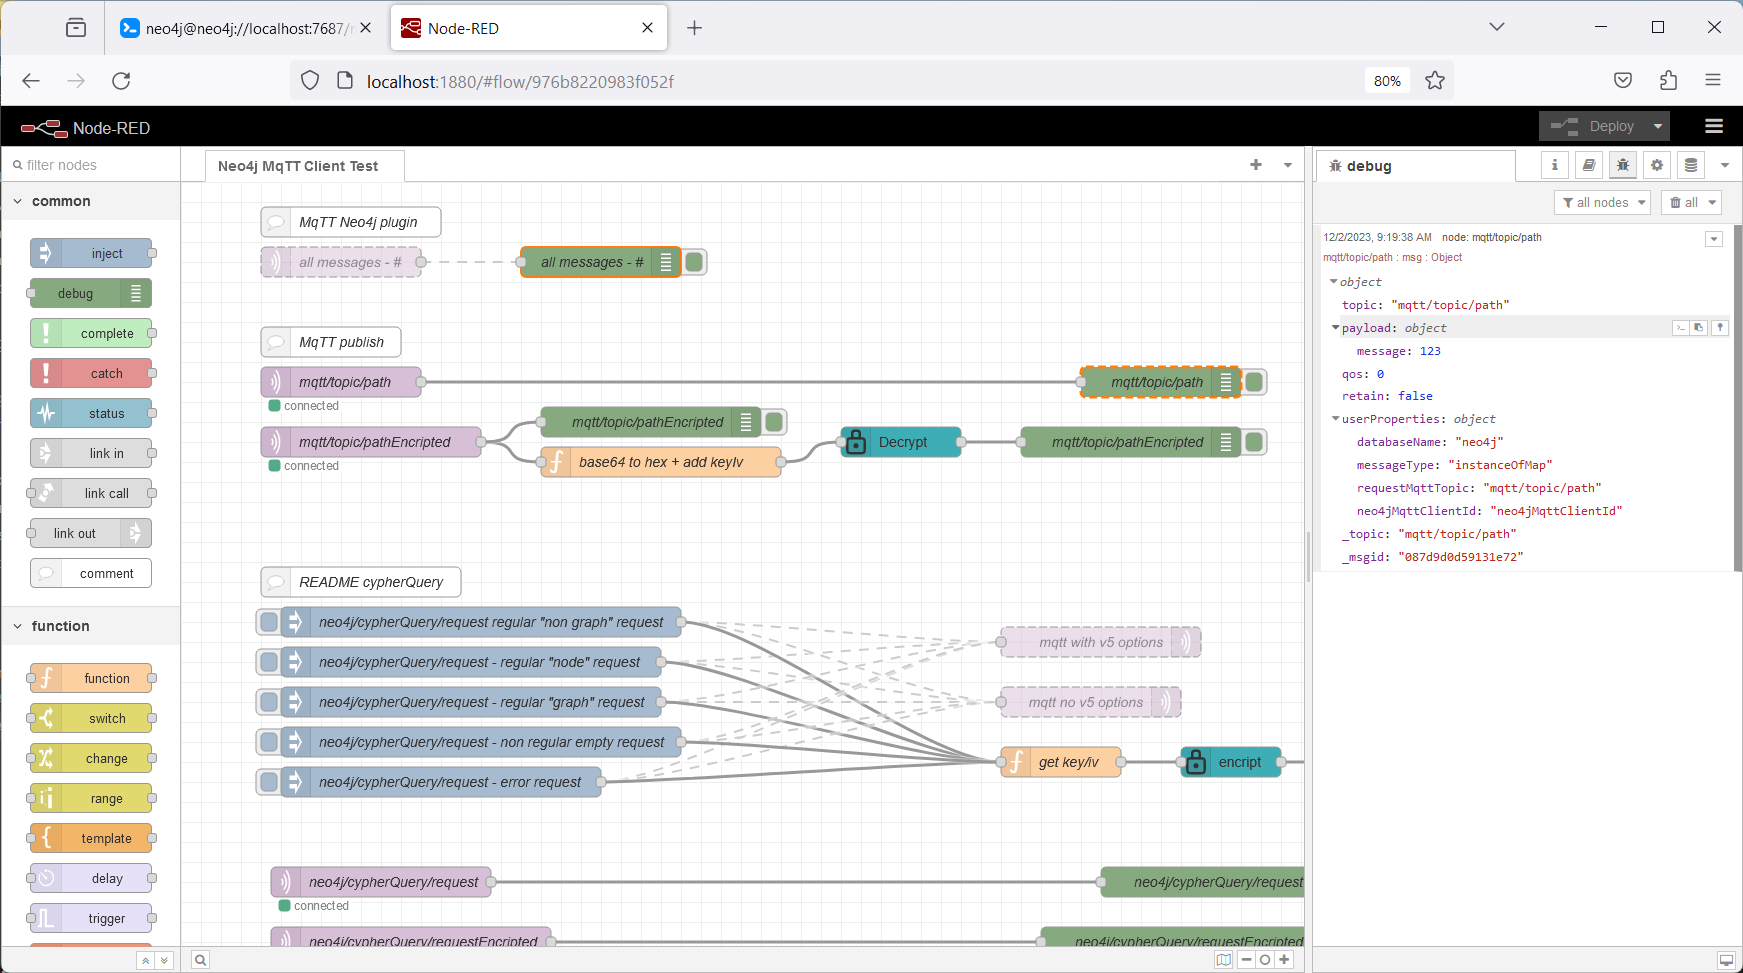 neo4j@neo4j://localhost:7687/
Node-RED
localhost:1880/#flow/976b8220983f052f
80%
Node-RED
Deploy
filter nodes
common
inject
debug
complete
catch
status
link in
link call
link out
comment
function
function
switch
change
range
template
delay
trigger
Neo4j MqTT Client Test
MqTT Neo4j plugin
all messages - #
all messages - #
MqTT publish
mqtt/topic/path
mqtt/topic/path
connected
mqtt/topic/pathEncripted
mqtt/topic/pathEncripted
Decrypt
mqtt/topic/pathEncripted
base64 to hex + add keyIv
connected
README cypherQuery
neo4j/cypherQuery/request regular "non graph" request
mqtt with v5 options
neo4j/cypherQuery/request - regular "node" request
neo4j/cypherQuery/request - regular "graph" request
mqtt no v5 options
neo4j/cypherQuery/request - non regular empty request
get key/iv
encript
neo4j/cypherQuery/request - error request
neo4j/cypherQuery/request
neo4j/cypherQuery/request
connected
neo4j/cypherQuery/requestEncripted
neo4j/cypherQuery/requestEncripted
debug
all nodes
all
12/2/2023, 9:19:38 AM node: mqtt/topic/path
mqtt/topic/path : msg : Object
object
topic: "mqtt/topic/path"
payload: object
message: 123
qos: 0
retain: false
userProperties: object
databaseName: "neo4j"
messageType: "instanceOfMap"
requestMqttTopic: "mqtt/topic/path"
neo4jMqttClientId: "neo4jMqttClientId"
_topic: "mqtt/topic/path"
_msgid: "087d9d0d59131e72"